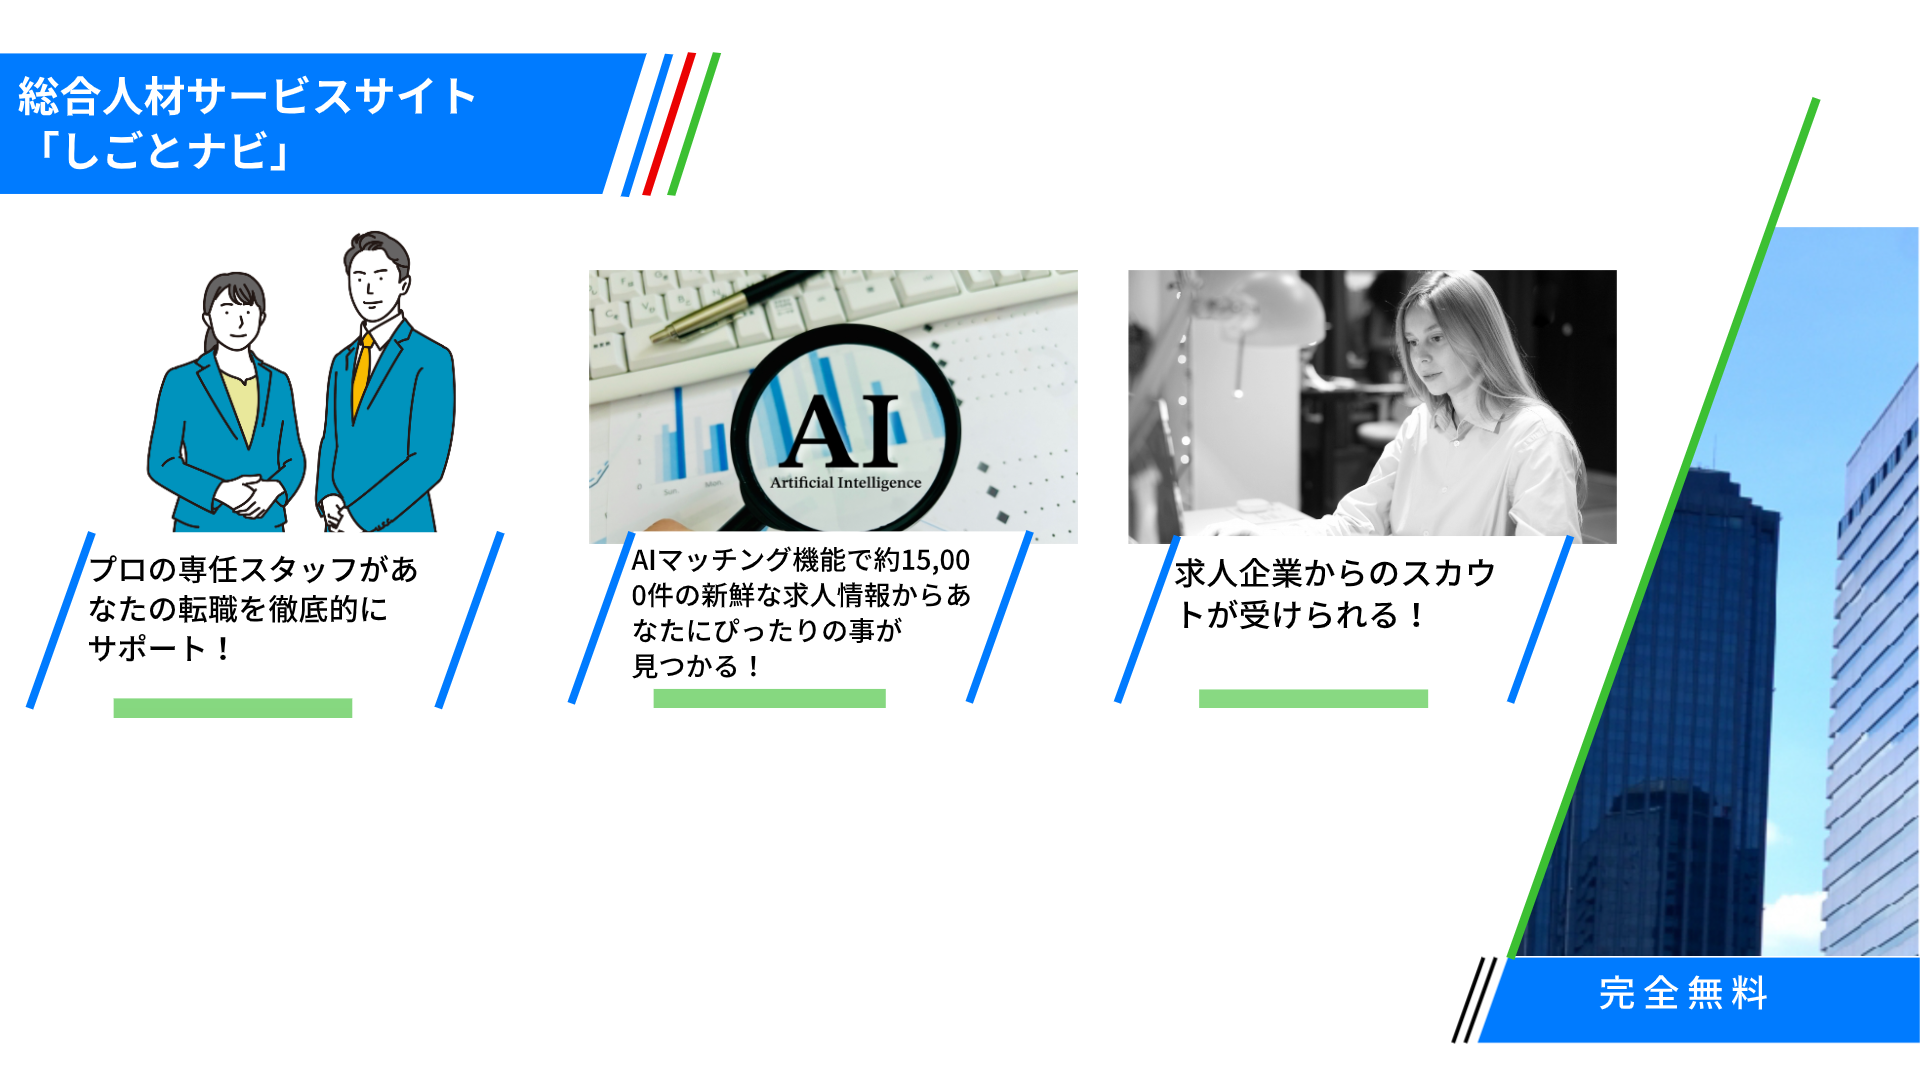 総合人材サービスサイト
「しごとナビ」
プロの専任スタッフがあ
なたの転職を徹底的に
サポート！
AI
Artificial Intelligence
AIマッチング機能で約15,00
0件の新鮮な求人情報からあ
なたにぴったりの事が
見つかる！
求人企業からのスカウ
トが受けられる！
完全無料